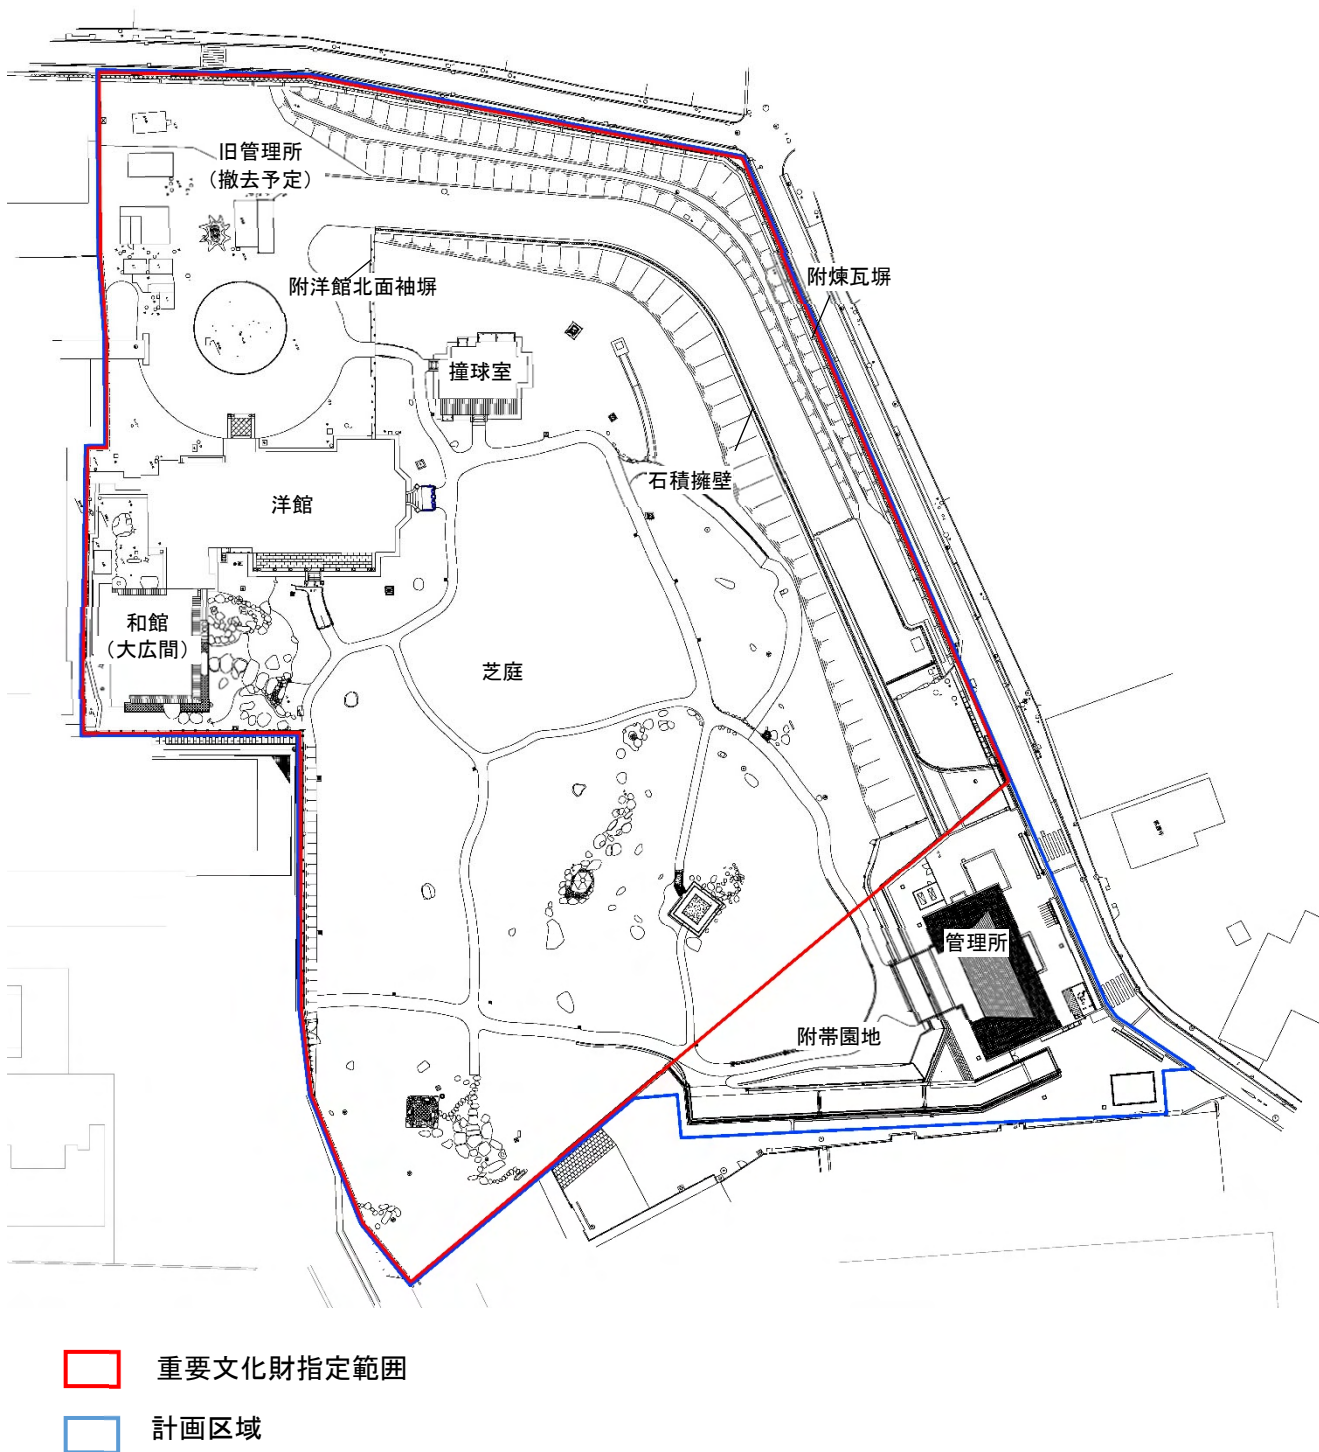 旧管理所
（撤去予定）
附洋館北面袖塀
附煉瓦塀
撞球室
石積擁壁
洋館
和館
（大広間）
芝庭
管理所
附帯園地
重要文化財指定範囲
計画区域